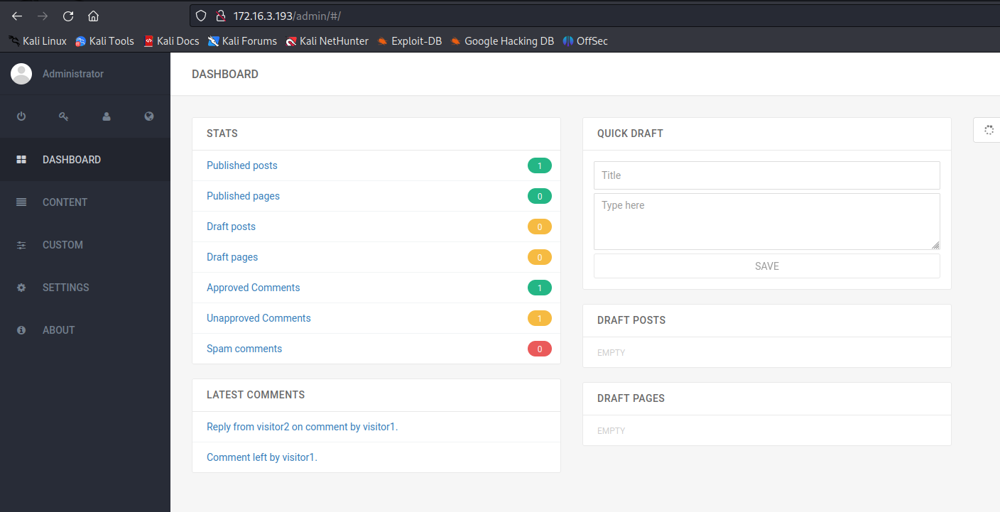 172.16.3.193/admin/#/
Kali Linux Kali Tools Kali Docs Kali Forums Kali NetHunter Exploit-DB Google Hacking DB OffSec
Administrator
DASHBOARD
CONTENT
CUSTOM
SETTINGS
ABOUT
DASHBOARD
STATS
Published posts 1
Published pages 0
Draft posts 0
Draft pages 0
Approved Comments 1
Unapproved Comments 1
Spam comments 0
LATEST COMMENTS
Reply from visitor2 on comment by visitor1.
Comment left by visitor1.
QUICK DRAFT
Title
Type here
SAVE
DRAFT POSTS
EMPTY
DRAFT PAGES
EMPTY